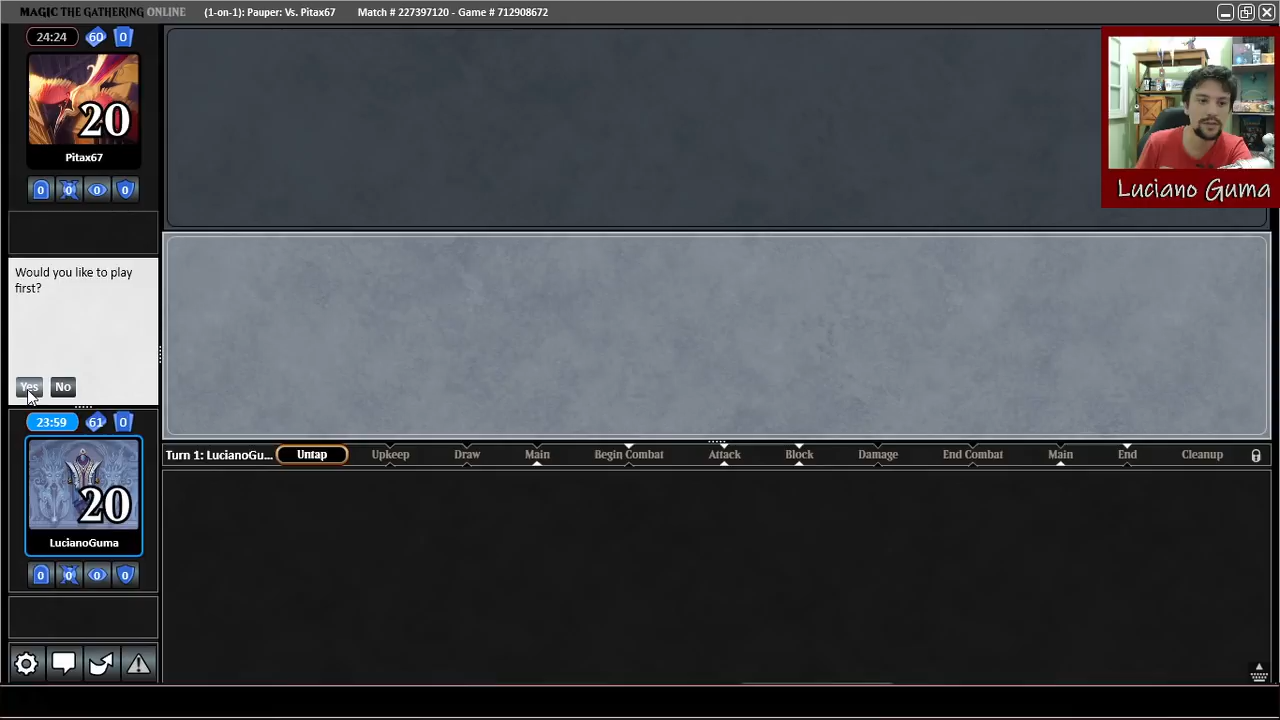 MAGIC THE GATHERING ONLINE (1-on-1): Pauper: Vs. Pitax67 Match # 227397120 - Game # 712908672
24:24 60 0
20
Pitax67
0 0 0 0
Luciano Guma
Would you like to play
first?
Yes No
23:59 61 0
20
LucianoGuma
0 0 0 0
Turn 1: LucianoGu... Untap Upkeep Draw Main Begin Combat Attack Block Damage End Combat Main End Cleanup